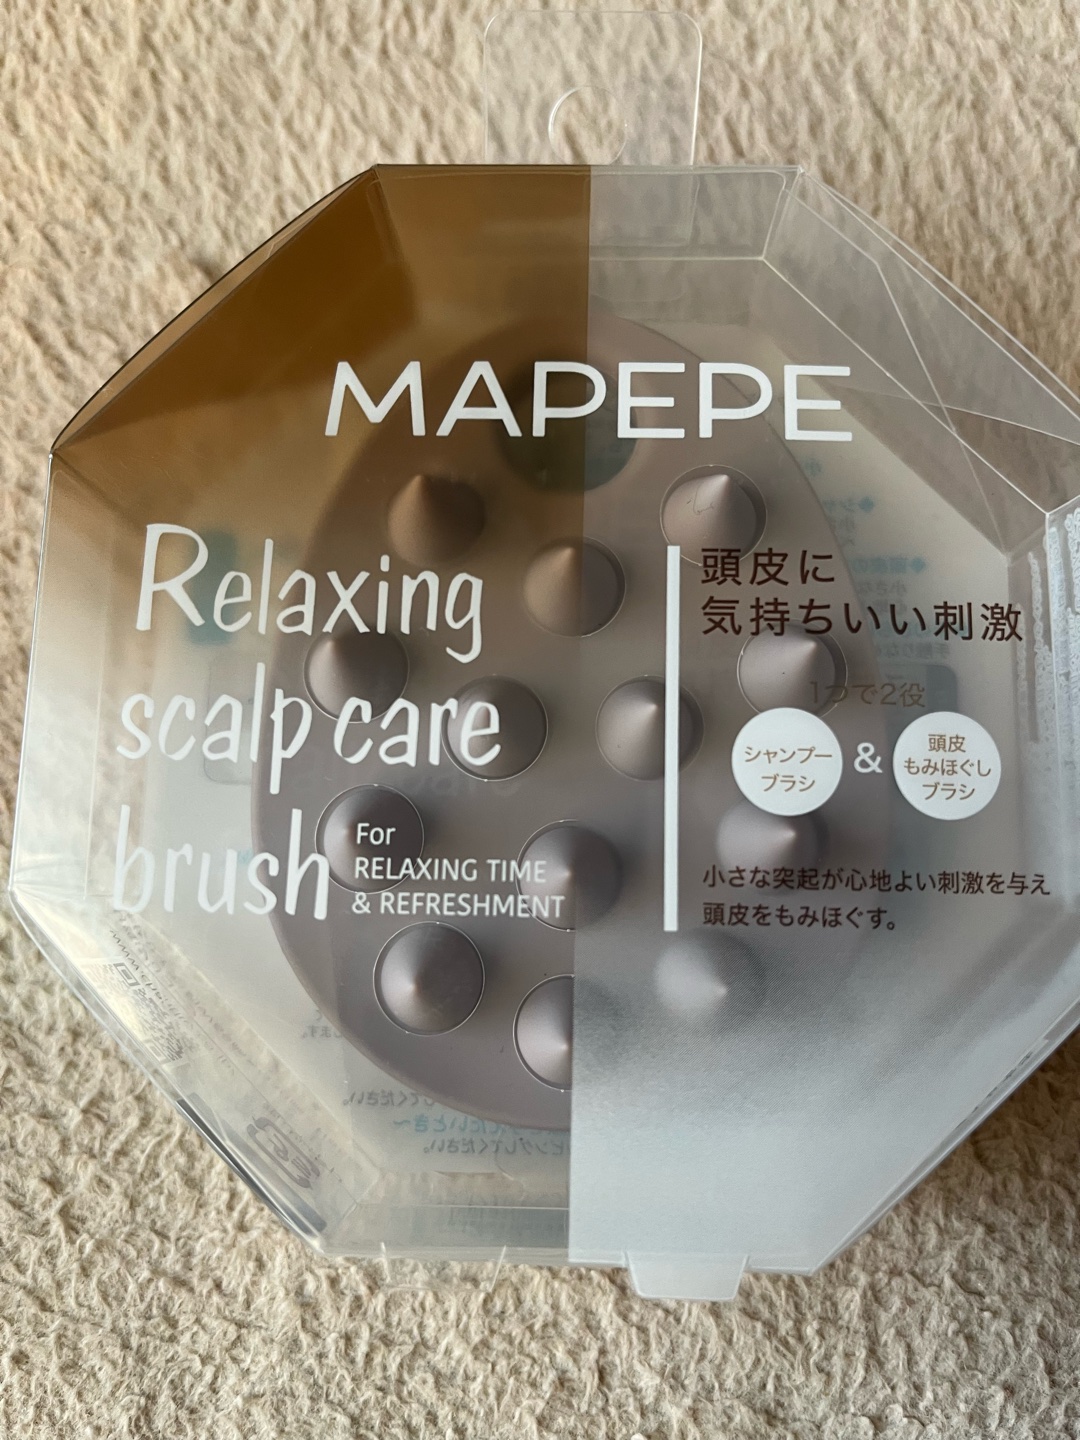 MAPEPE
Relaxing
scalp care
brush
For
RELAXING TIME
& REFRESHMENT
頭皮に
気持ちいい刺激
1つで2役
シャンプー
ブラシ
&
頭皮
もみほぐし
ブラシ
小さな突起が心地よい刺激を与え
頭皮をもみほぐす。